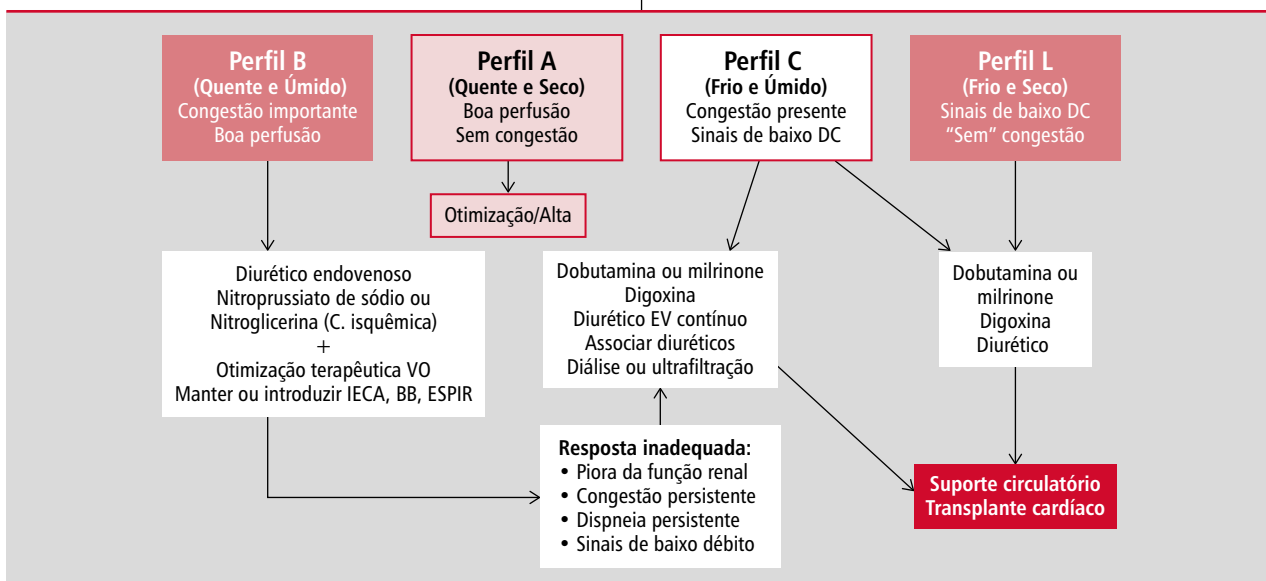 Perfil B
(Quente e Úmido)
Congestão importante
Boa perfusão
Perfil A
(Quente e Seco)
Boa perfusão
Sem congestão
Perfil C
(Frio e Úmido)
Congestão presente
Sinais de baixo DC
Perfil L
(Frio e Seco)
Sinais de baixo DC
“Sem” congestão
Otimização/Alta
Diurético endovenoso
Nitroprussiato de sódio ou
Nitroglicerina (C. isquêmica)
+
Otimização terapêutica VO
Manter ou introduzir IECA, BB, ESPIR
Dobutamina ou milrinone
Digoxina
Diurético EV contínuo
Associar diuréticos
Diálise ou ultrafiltração
Dobutamina ou
milrinone
Digoxina
Diurético
Resposta inadequada:
• Piora da função renal
• Congestão persistente
• Dispneia persistente
• Sinais de baixo débito
Suporte circulatório
Transplante cardíaco